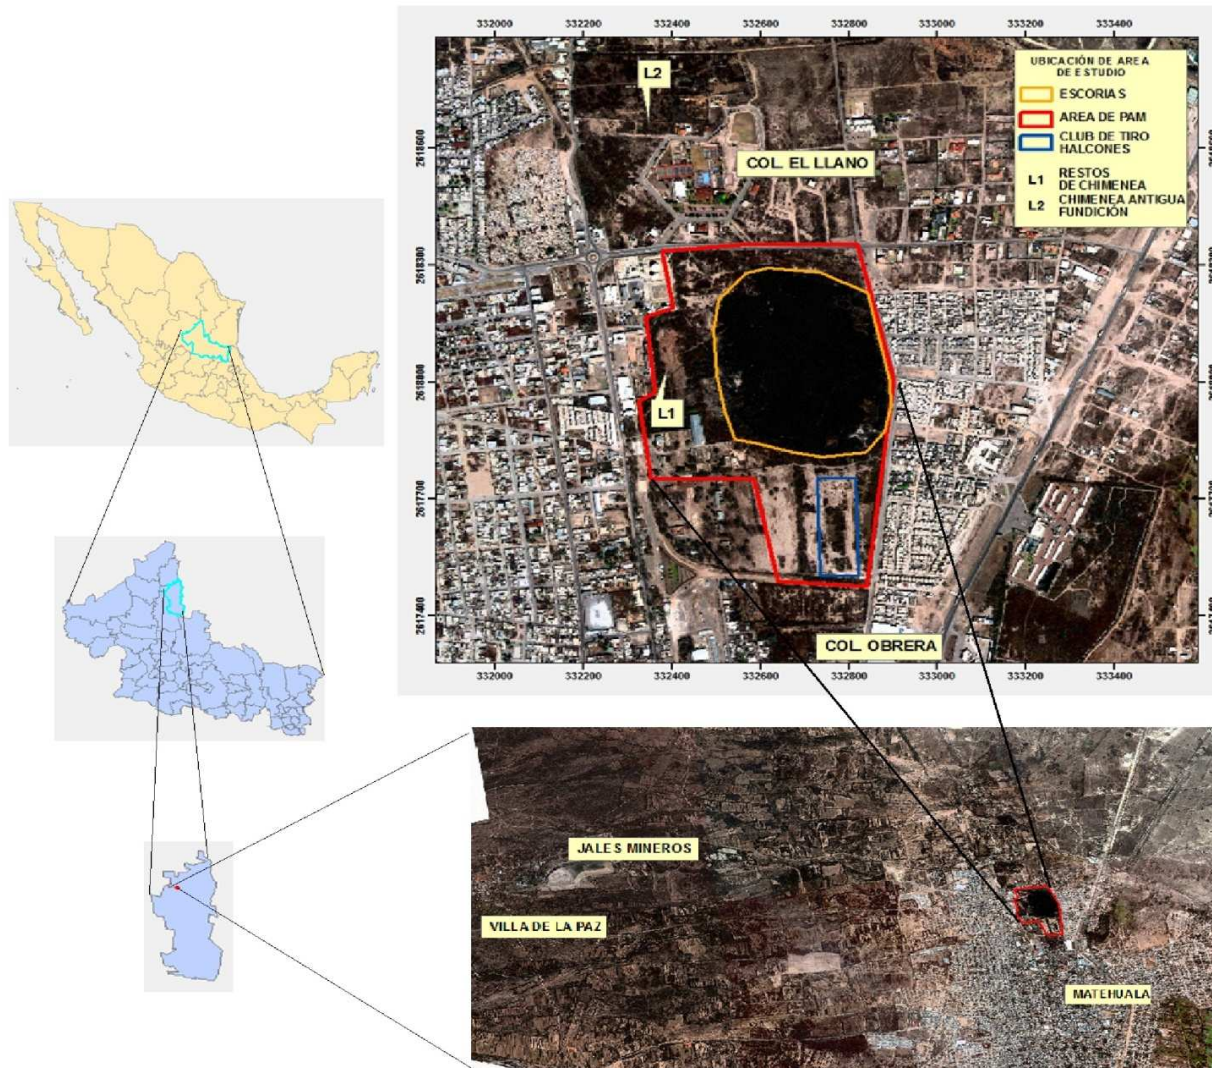 332000 332200 332400 332600 332800 333000 333200 333400
UBICACIÓN DE AREA
DE ESTUDIO
ESCORIAS
AREA DE PAM
CLUB DE TIRO
HALCONES
L1 RESTOS
DE CHIMENEA
L2 CHIMENEA ANTIGUA
FUNDICIÓN
L2
COL. EL LLANO
L1
COL. OBRERA
2618600
2618300
2618000
2617700
2617400
332000 332200 332400 332600 332800 333000 333200 333400
JALES MINEROS
VILLA DE LA PAZ
MATEHUALA